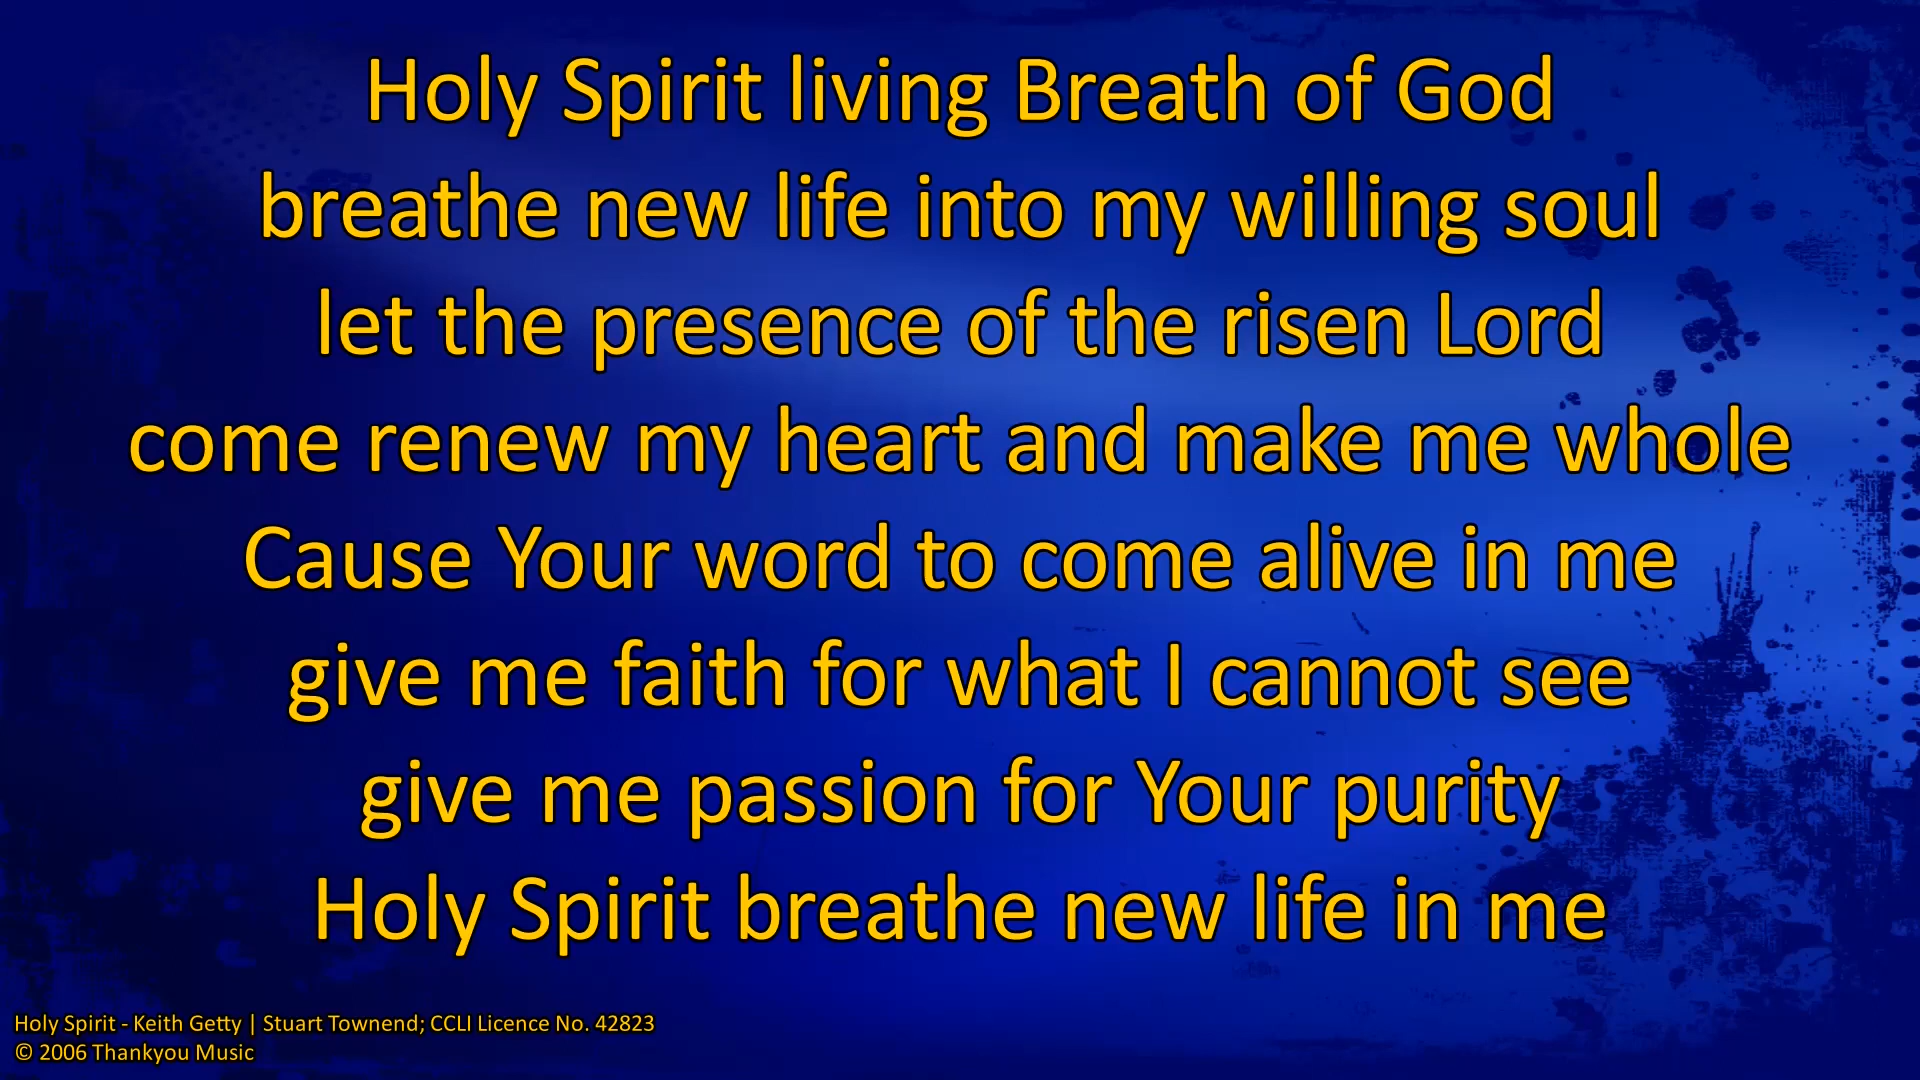 Holy Spirit living Breath of God
breathe new life into my willing soul
let the presence of the risen Lord
come renew my heart and make me whole
Cause Your word to come alive in me
give me faith for what I cannot see
give me passion for Your purity
Holy Spirit breathe new life in me
Holy Spirit - Keith Getty | Stuart Townend; CCLI Licence No. 42823
© 2006 Thankyou Music